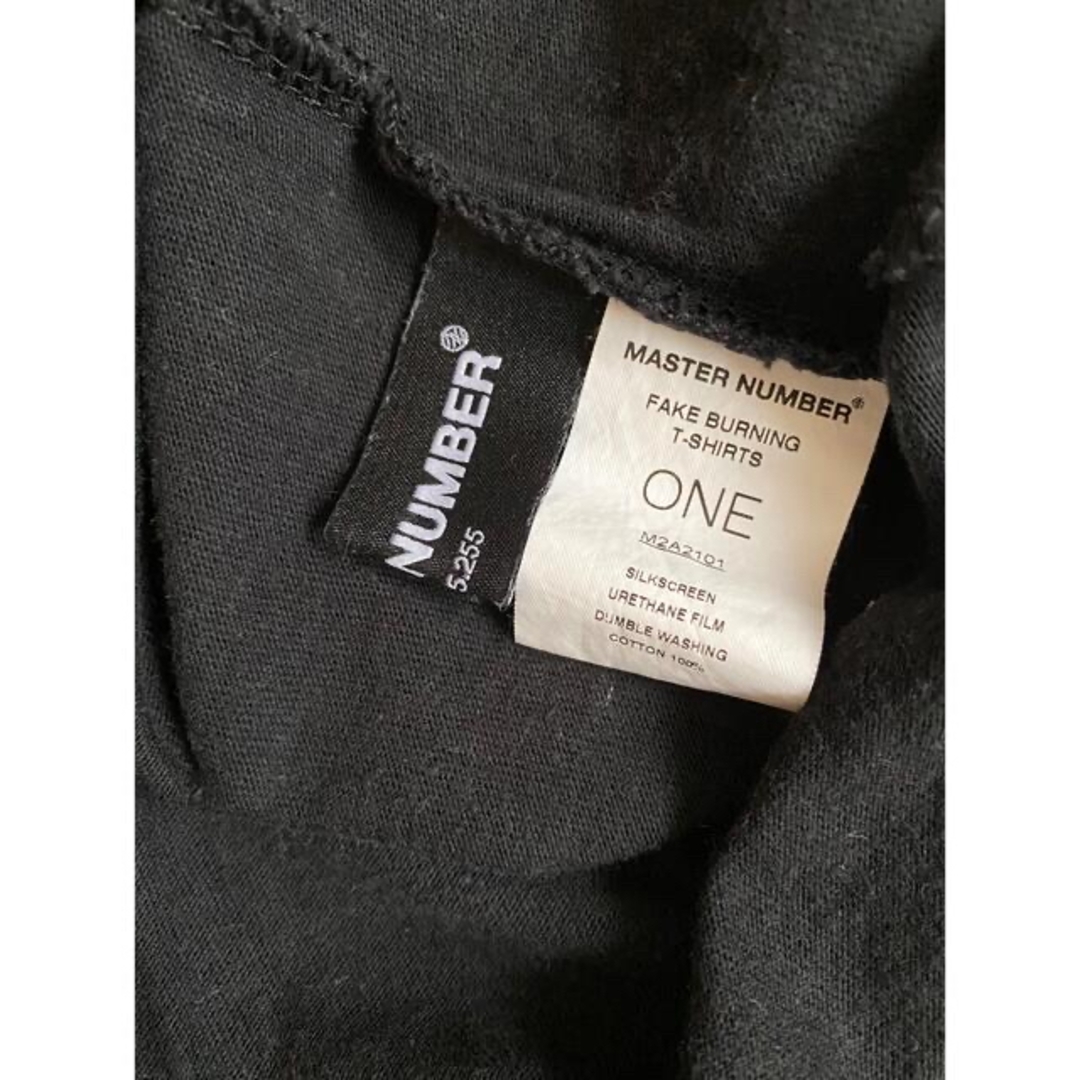 NUMBER
5.255
MASTER NUMBER
FAKE BURNING
T-SHIRTS
ONE
M2A2101
SILKSCREEN
URETHANE FILM
DUMBLE WASHING
COTTON 100%